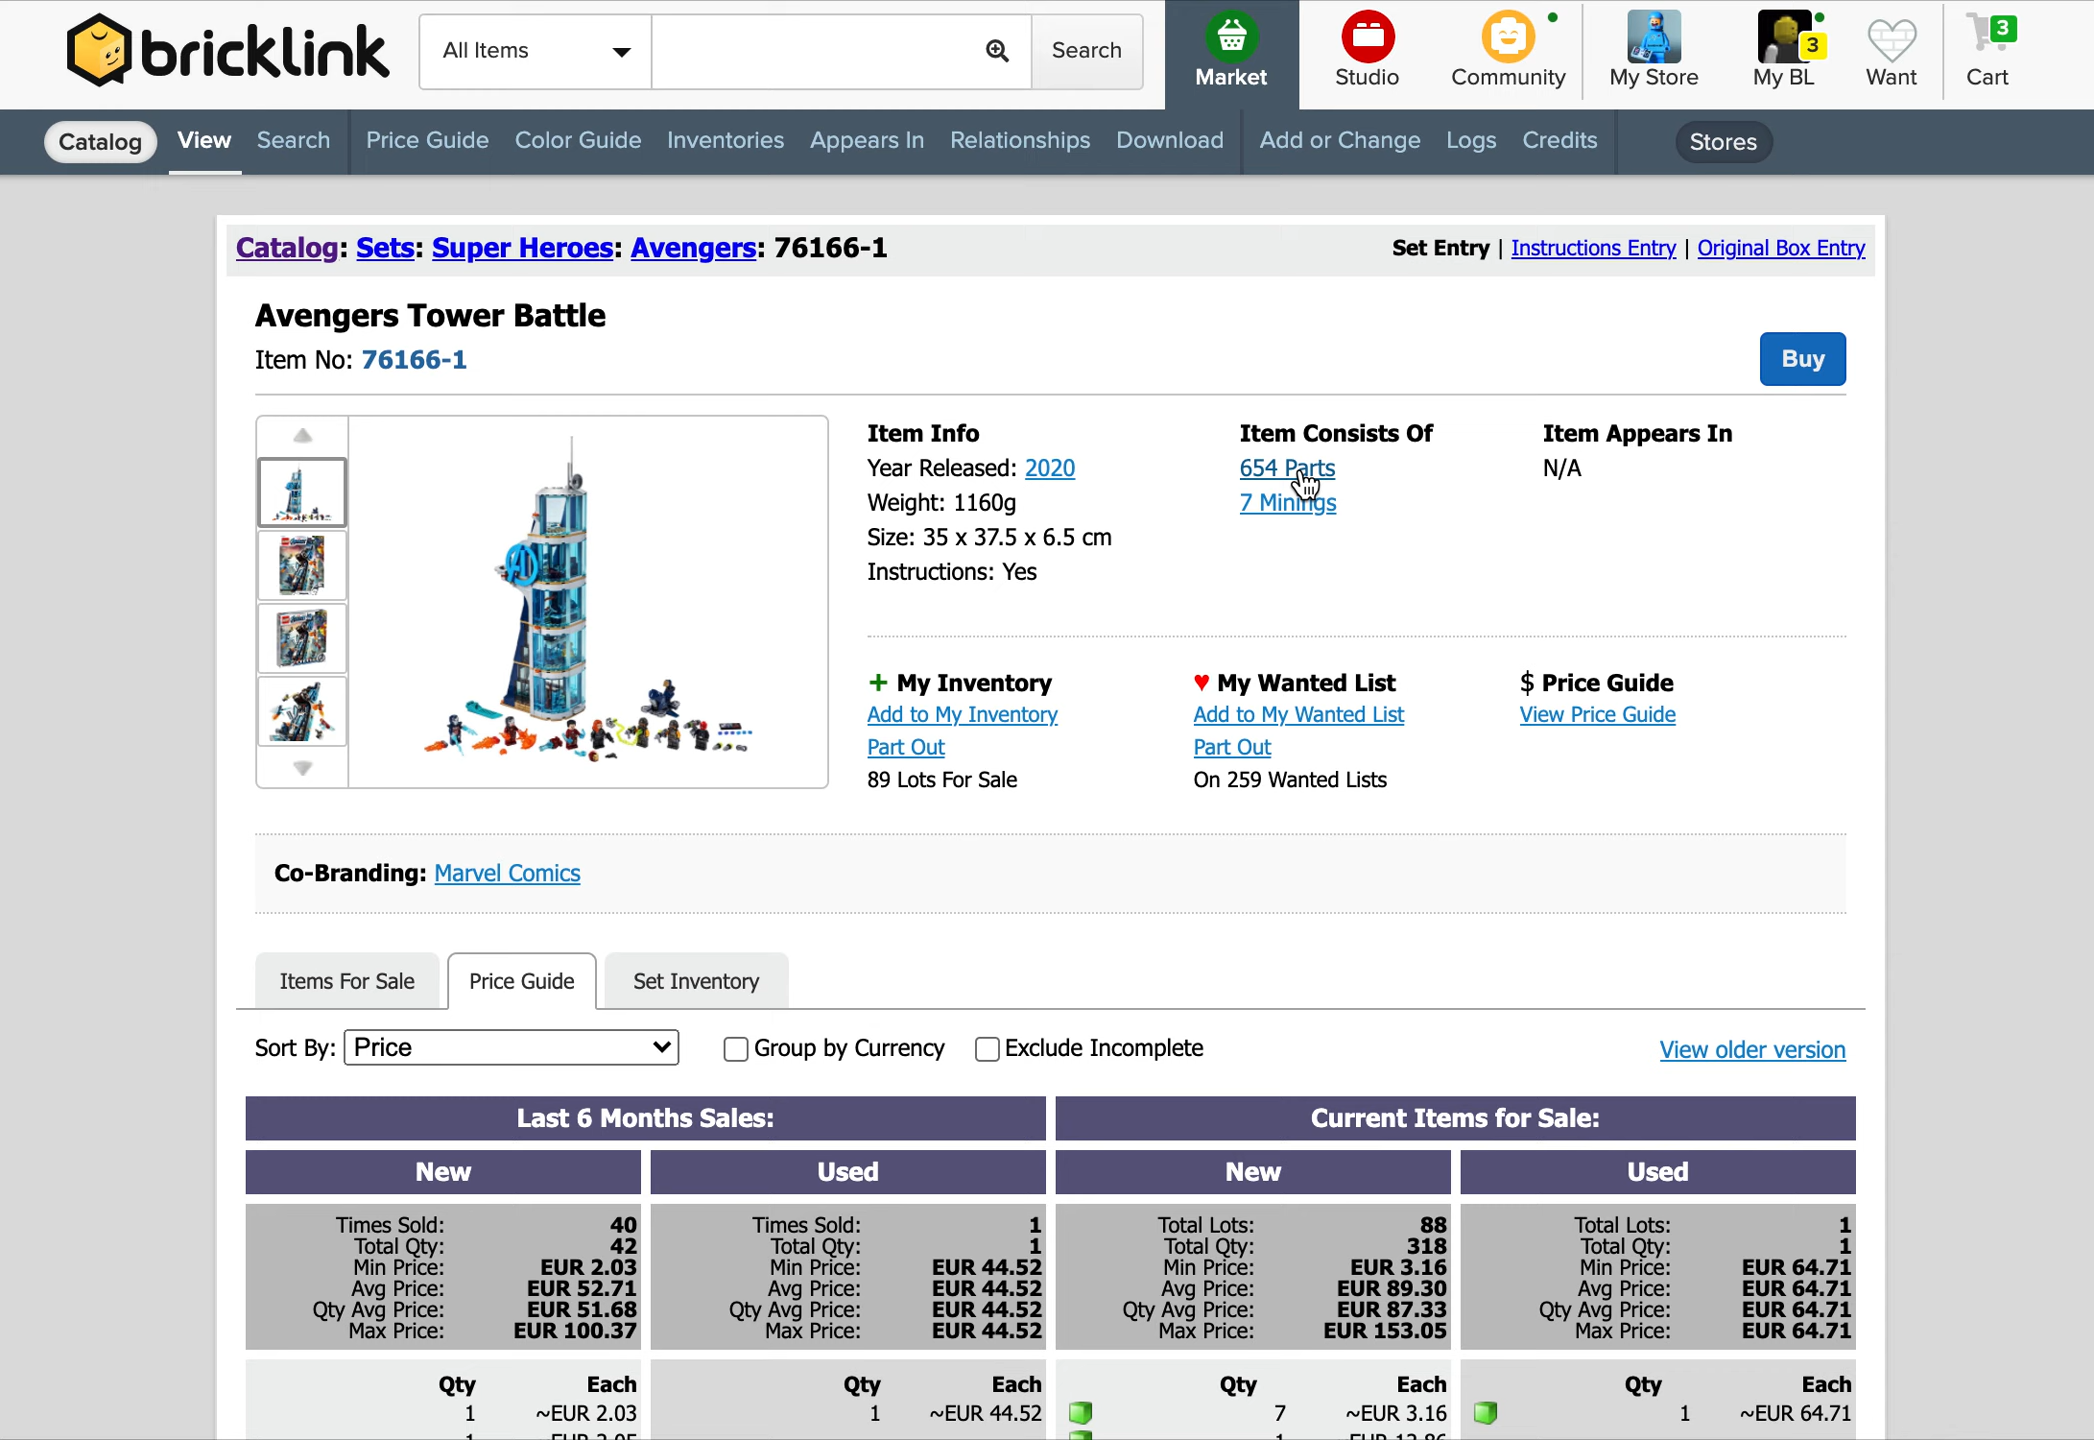 bricklink All Items Search Market Studio Community 3 My Store My BL Want 3 Cart
Catalog View Search Price Guide Color Guide Inventories Appears In Relationships Download Add or Change Logs Credits Stores
Catalog: Sets: Super Heroes: Avengers: 76166-1 Set Entry | Instructions Entry | Original Box Entry
Avengers Tower Battle
Item No: 76166-1
Buy
Item Info Item Consists Of Item Appears In
Year Released: 2020 654 Parts N/A
Weight: 1160g 7 Minings
Size: 35 x 37.5 x 6.5 cm
Instructions: Yes
+ My Inventory ♥ My Wanted List $ Price Guide
Add to My Inventory Add to My Wanted List View Price Guide
Part Out Part Out
89 Lots For Sale On 259 Wanted Lists
Co-Branding: Marvel Comics
Items For Sale Price Guide Set Inventory
Sort By: Price Group by Currency Exclude Incomplete View older version
Last 6 Months Sales: Current Items for Sale:
New Used New Used
Times Sold: 40 Times Sold: 1 Total Lots: 88 Total Lots: 1
Total Qty: 42 Total Qty: 1 Total Qty: 318 Total Qty: 1
Min Price: EUR 2.03 Min Price: EUR 44.52 Min Price: EUR 3.16 Min Price: EUR 64.71
Avg Price: EUR 52.71 Avg Price: EUR 44.52 Avg Price: EUR 89.30 Avg Price: EUR 64.71
Qty Avg Price: EUR 51.68 Qty Avg Price: EUR 44.52 Qty Avg Price: EUR 87.33 Qty Avg Price: EUR 64.71
Max Price: EUR 100.37 Max Price: EUR 44.52 Max Price: EUR 153.05 Max Price: EUR 64.71
Qty Each Qty Each Qty Each Qty Each
1 ~EUR 2.03 1 ~EUR 44.52 7 ~EUR 3.16 1 ~EUR 64.71